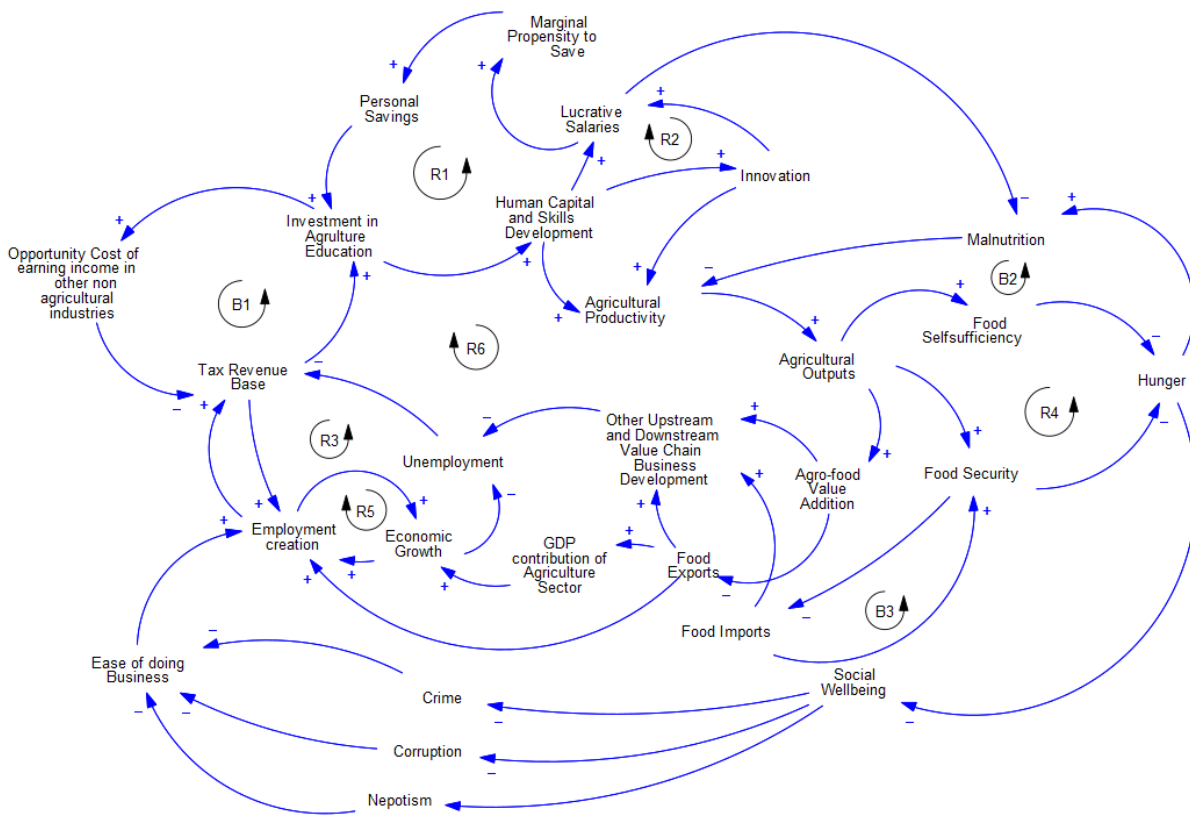 Marginal
Propensity to
Save
Personal
Savings
Lucrative
Salaries
R2
R1
Innovation
Human Capital
and Skills
Development
Investment in
Agrulture
Education
Malnutrition
Opportunity Cost of
earning income in
other non
agricultural
industries
B1
B2
Agricultural
Productivity
Food
Selfsufficiency
R6
Agricultural
Outputs
Tax Revenue
Base
Hunger
R4
R3
Other Upstream
and Downstream
Value Chain
Business
Development
Unemployment
Agro-food
Value
Addition
Food Security
R5
Employment
creation
Economic
Growth
GDP
contribution of
Agriculture
Sector
Food
Exports
Food Imports
B3
Ease of doing
Business
Social
Wellbeing
Crime
Corruption
Nepotism